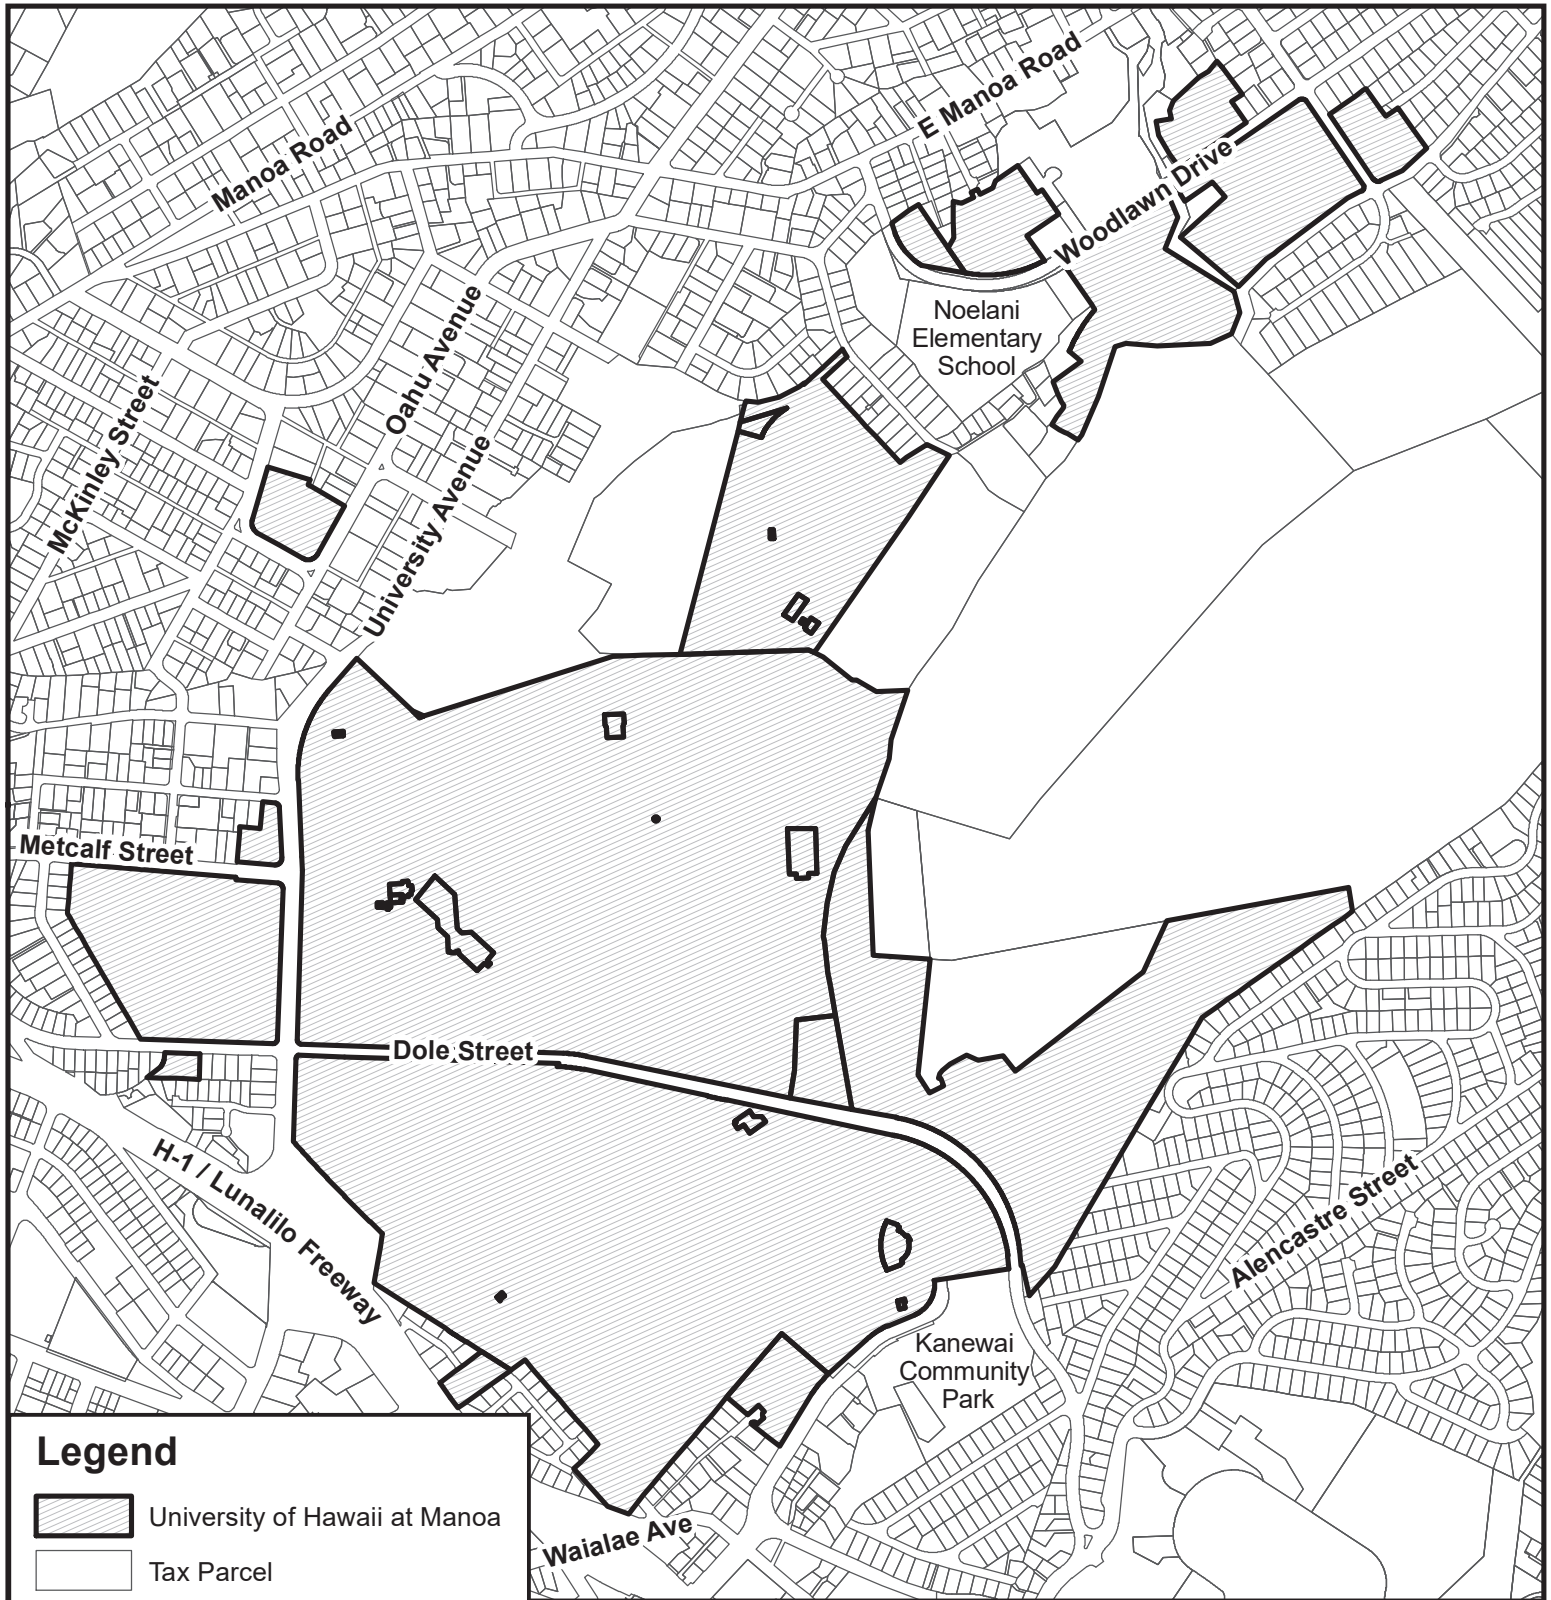 E Manoa Road
Manoa Road
Woodlawn Drive
Noelani
Elementary
School
Oahu Avenue
McKinley Street
University Avenue
Metcalf Street
Dole Street
H-1 / Lunalilo Freeway
Alencastre Street
Kanewai
Community
Park
Waialae Ave
Legend
University of Hawaii at Manoa
Tax Parcel